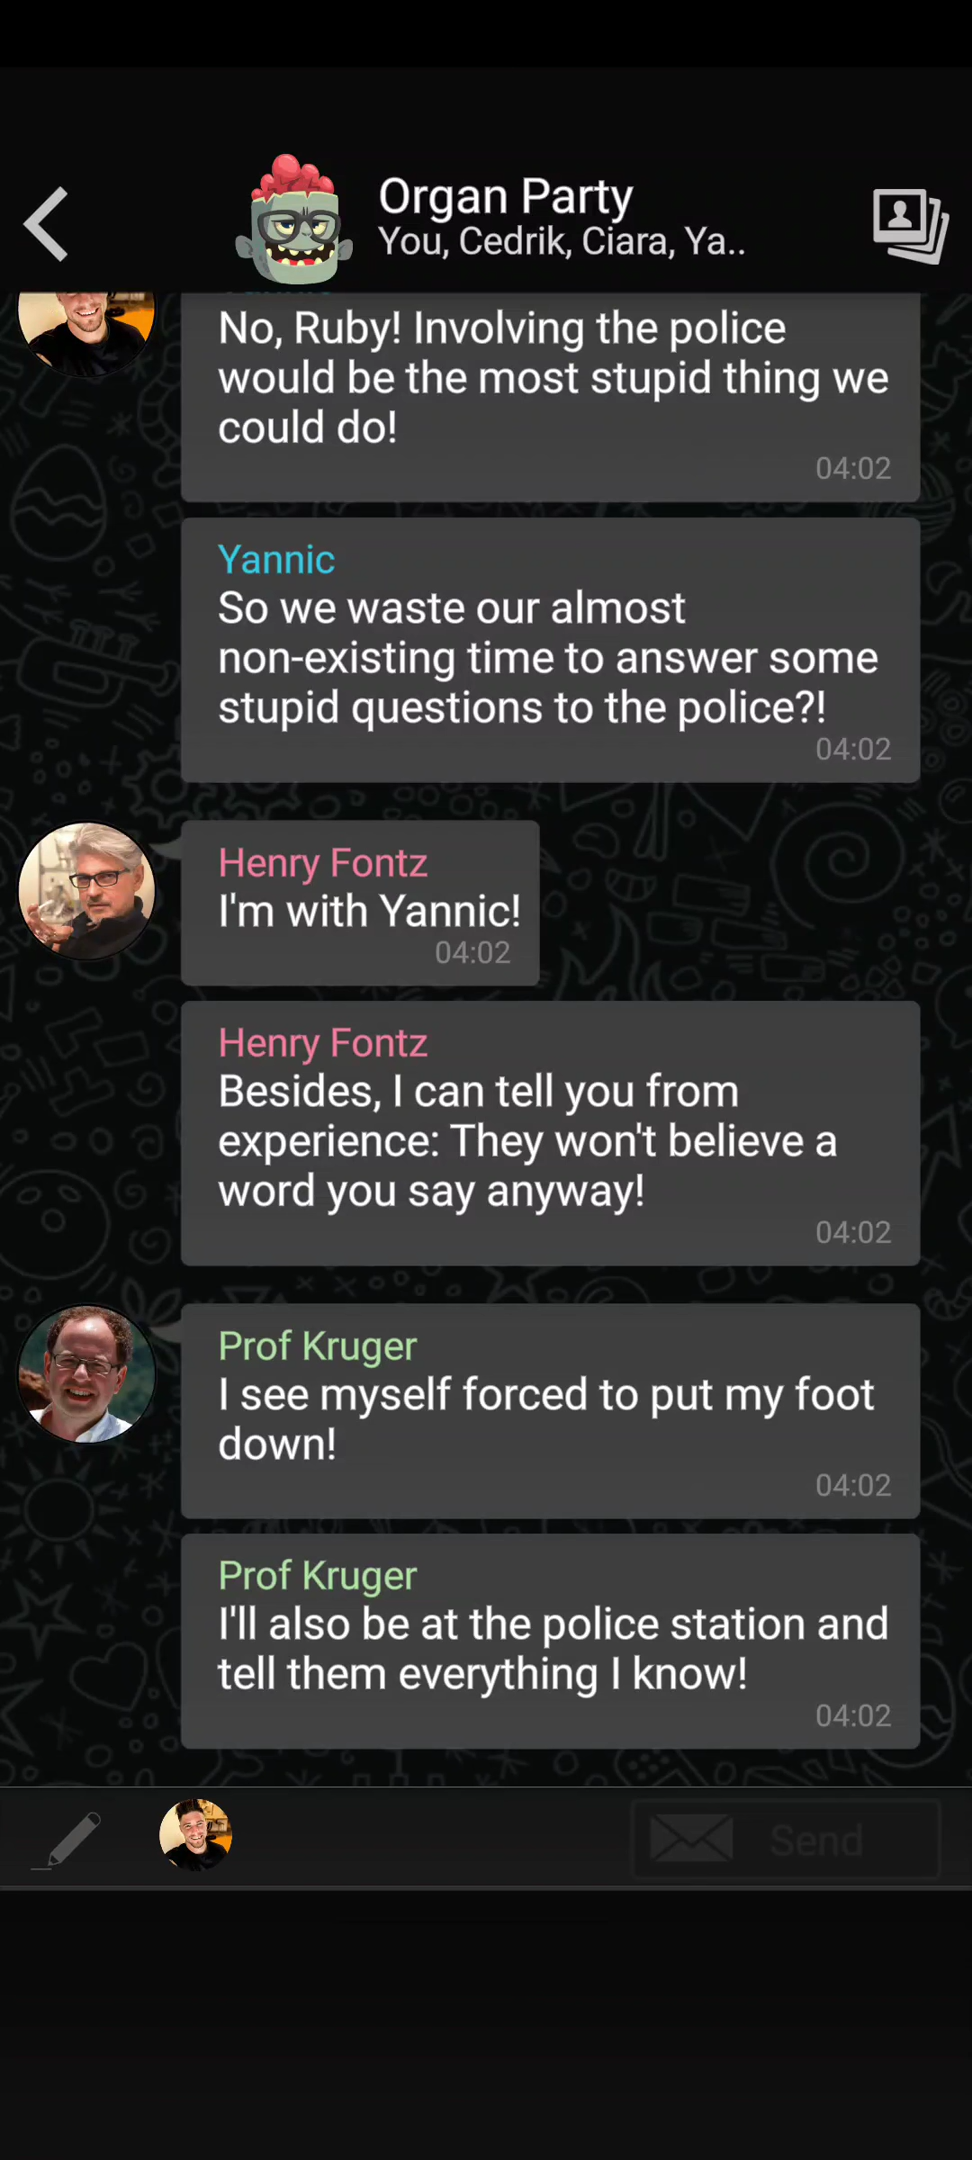 Organ Party
You, Cedrik, Ciara, Ya..
No, Ruby! Involving the police
would be the most stupid thing we
could do!
04:02
Yannic
So we waste our almost
non-existing time to answer some
stupid questions to the police?!
04:02
Henry Fontz
I'm with Yannic!
04:02
Henry Fontz
Besides, I can tell you from
experience: They won't believe a
word you say anyway!
04:02
Prof Kruger
I see myself forced to put my foot
down!
04:02
Prof Kruger
I'll also be at the police station and
tell them everything I know!
04:02
Send